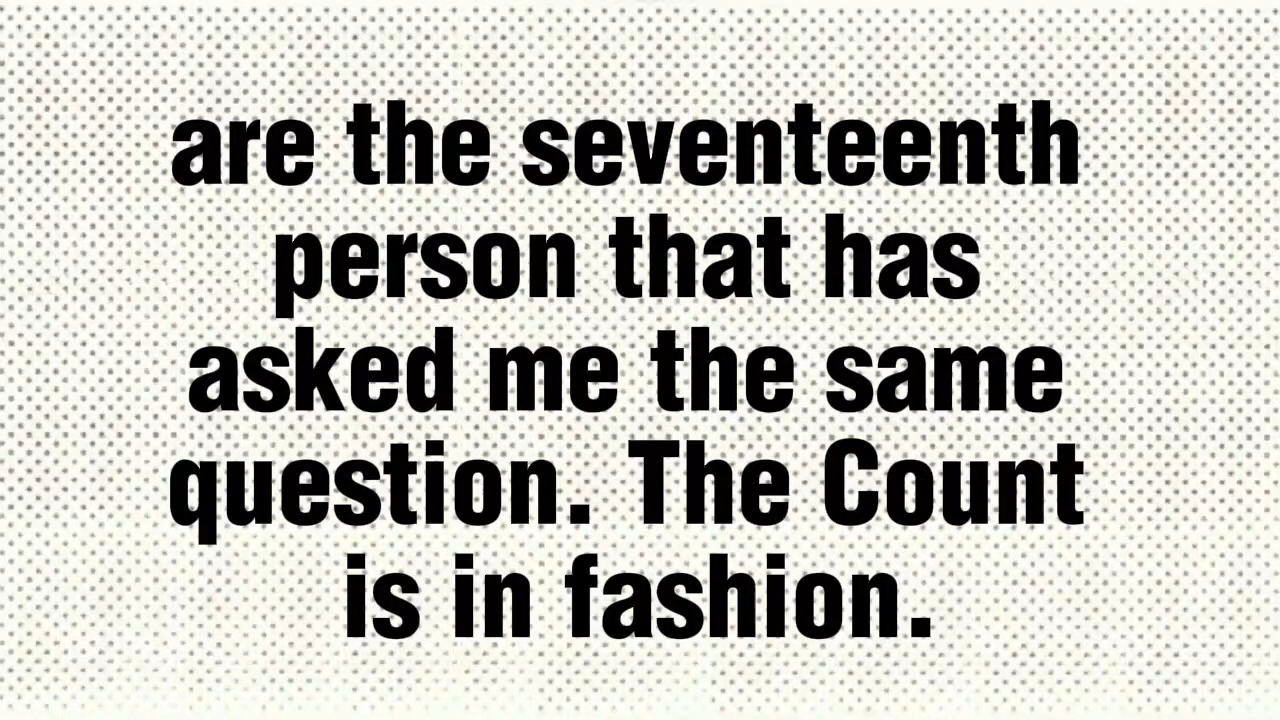 are the seventeenth
person that has
asked me the same
question. The Count
is in fashion.